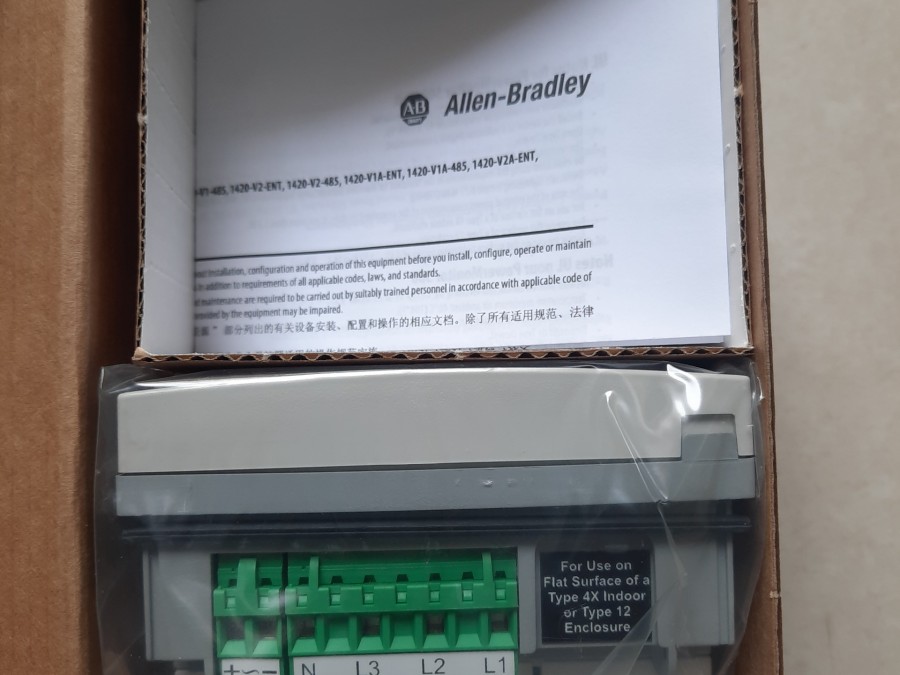 AB Allen-Bradley
-V1-485, 1420-V2-ENT, 1420-V2-485, 1420-V1A-ENT, 1420-V1A-485, 1420-V2A-ENT,
installation, configuration and operation of this equipment before you install, configure, operate or maintain
in addition to requirements of all applicable codes, laws, and standards.
maintenance are required to be carried out by suitably trained personnel in accordance with applicable code of
provided by the equipment may be impaired.
” 部分列出的有关设备安装、配置和操作的相应文档。除了所有适用规范、法律
For Use on
Flat Surface of a
Type 4X Indoor
or Type 12
Enclosure
+ ~ - N L3 L2 L1